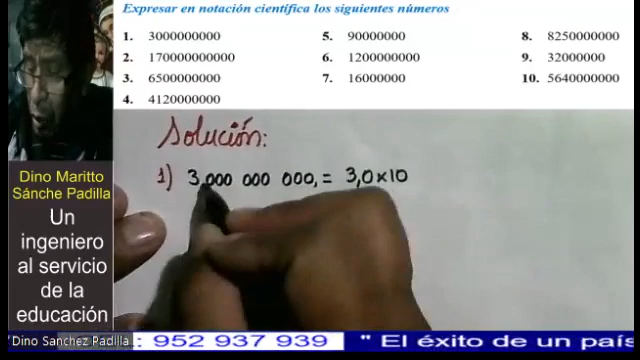 Expresar en notación científica los siguientes números
1. 3000000000 5. 90000000 8. 8250000000
2. 170000000000 6. 1200000000 9. 32000000
3. 6500000000 7. 16000000 10. 5640000000
4. 4120000000
Solución:
1) 3,000 000 000, = 3,0×10
Dino Maritto
Sánche Padilla
Un
ingeniero
al servicio
de la
educación
Dino Sanchez Padilla
: 952 937 939 " El éxito de un país